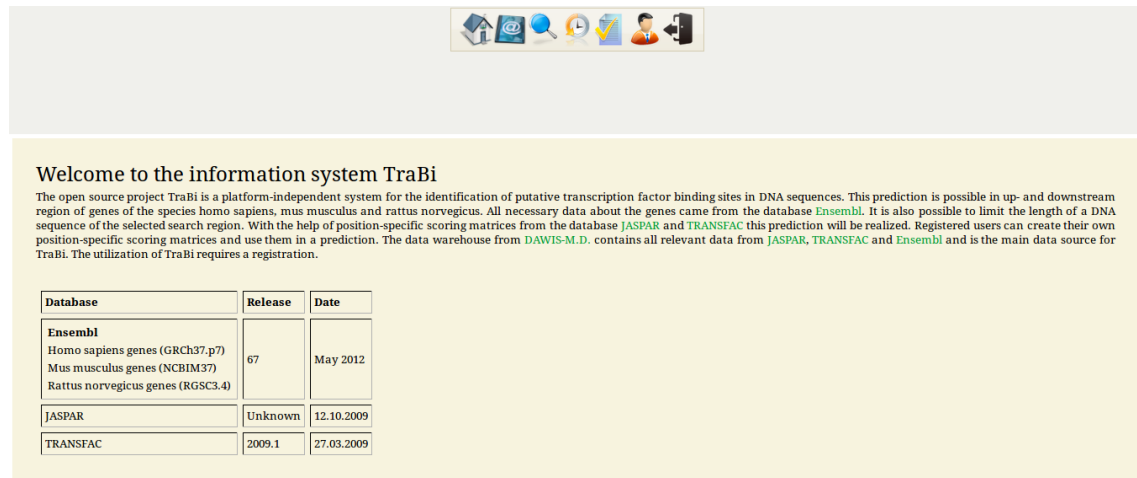 Welcome to the information system TraBi
The open source project TraBi is a platform-independent system for the identification of putative transcription factor binding sites in DNA sequences. This prediction is possible in up- and downstream
region of genes of the species homo sapiens, mus musculus and rattus norvegicus. All necessary data about the genes came from the database Ensembl. It is also possible to limit the length of a DNA
sequence of the selected search region. With the help of position-specific scoring matrices from the database JASPAR and TRANSFAC this prediction will be realized. Registered users can create their own
position-specific scoring matrices and use them in a prediction. The data warehouse from DAWIS-M.D. contains all relevant data from JASPAR, TRANSFAC and Ensembl and is the main data source for
TraBi. The utilization of TraBi requires a registration.
Database Release Date
Ensembl
Homo sapiens genes (GRCh37.p7)
Mus musculus genes (NCBIM37)
Rattus norvegicus genes (RGSC3.4)
67 May 2012
JASPAR Unknown 12.10.2009
TRANSFAC 2009.1 27.03.2009